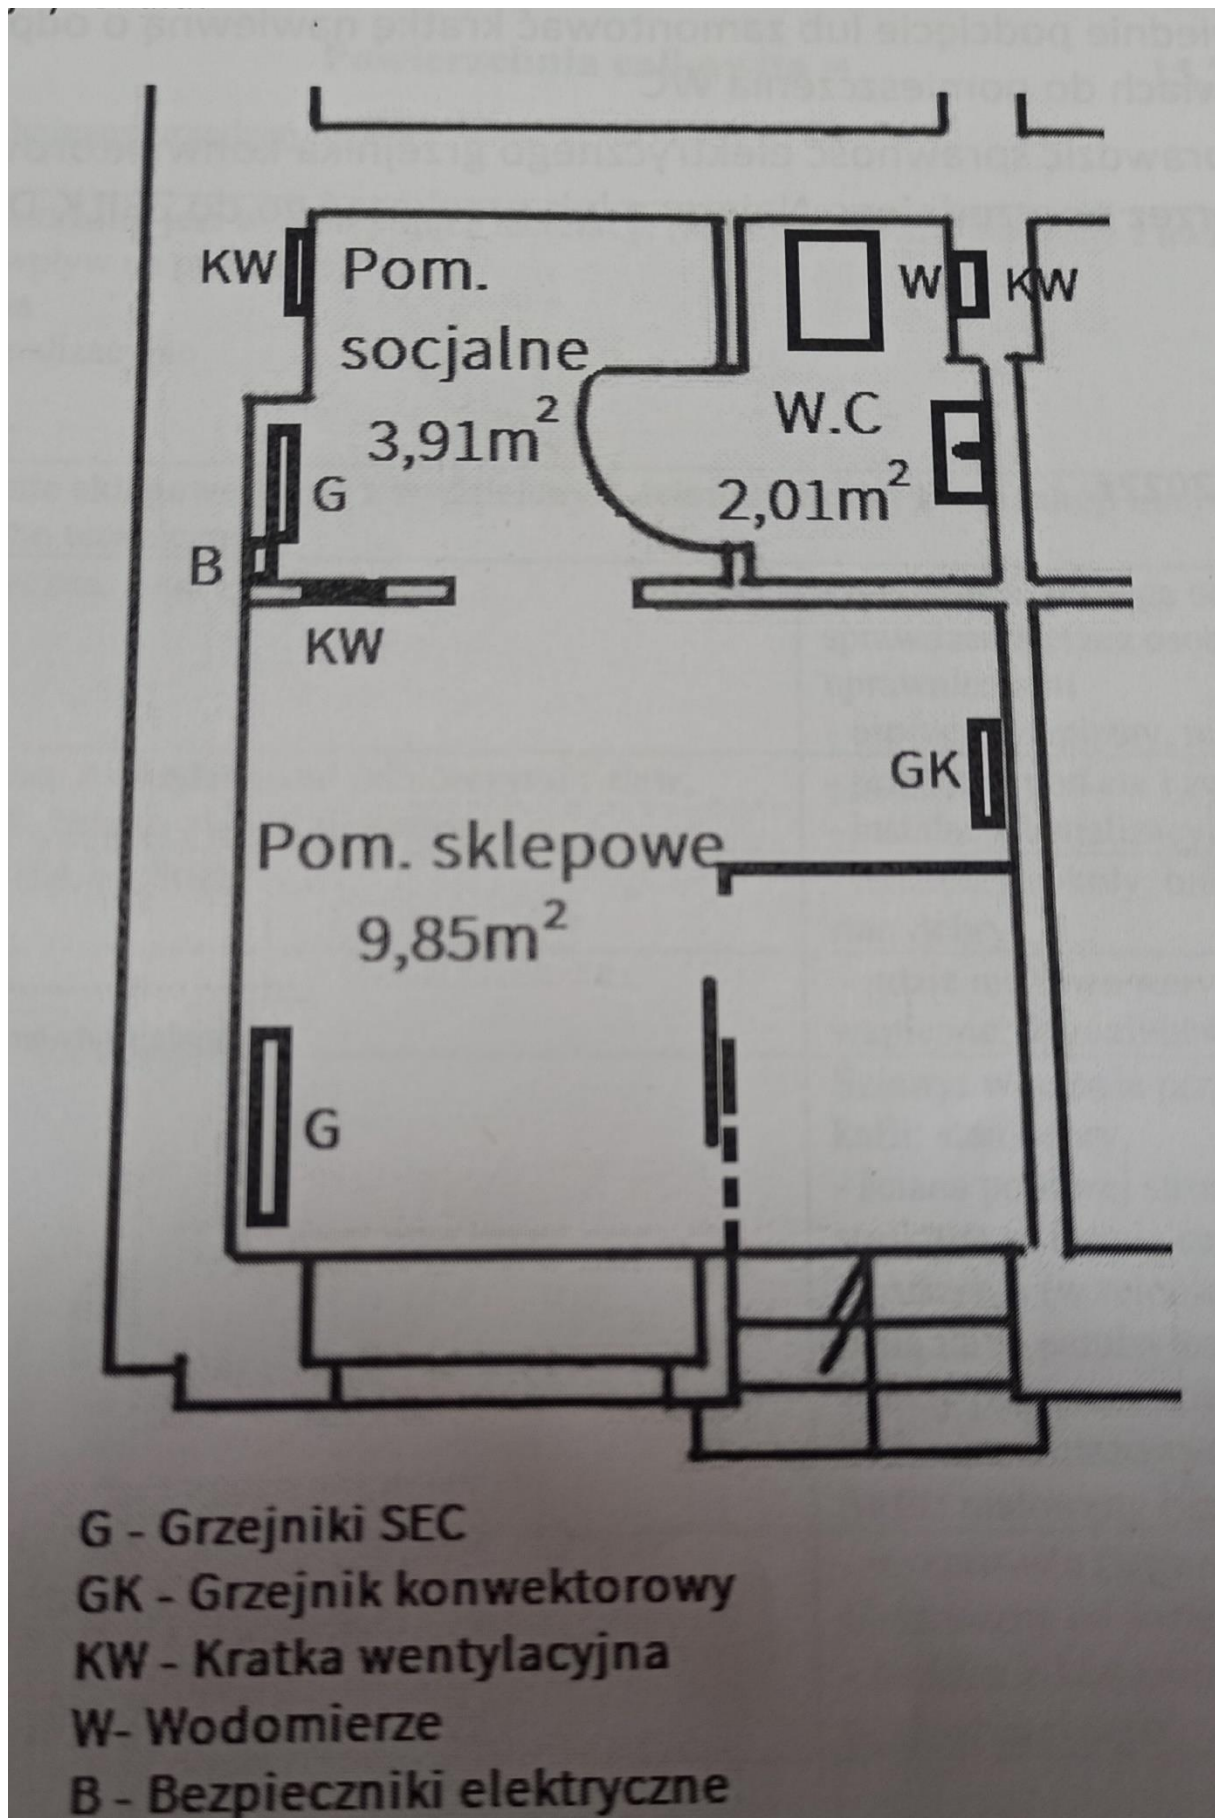 KW
Pom.
socjalne
3,91m²
W
KW
W.C
2,01m²
G
B
KW
GK
Pom. sklepowe
9,85m²
G
G - Grzejniki SEC
GK - Grzejnik konwektorowy
KW - Kratka wentylacyjna
W- Wodomierze
B - Bezpieczniki elektryczne